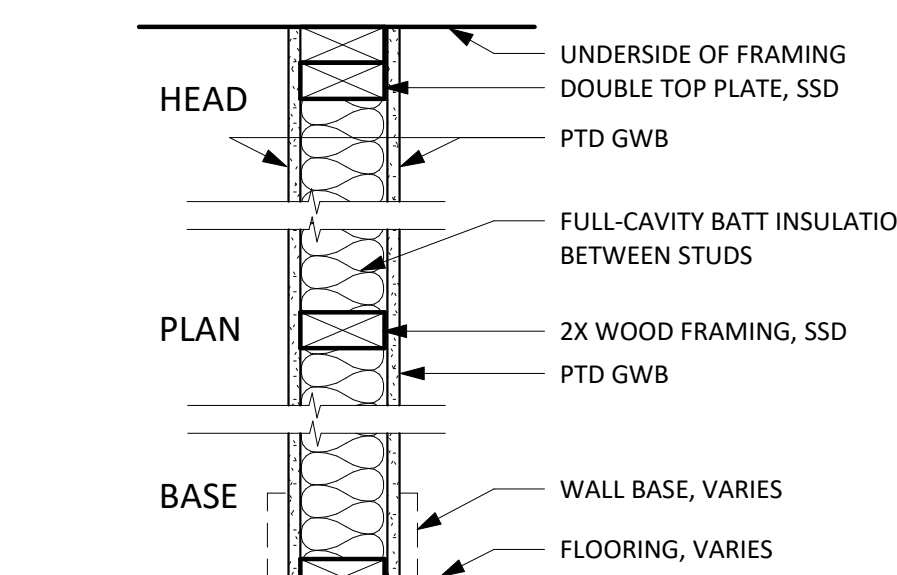 UNDERSIDE OF FRAMING
DOUBLE TOP PLATE, SSD
HEAD
PTD GWB
FULL-CAVITY BATT INSULATIO
BETWEEN STUDS
PLAN
2X WOOD FRAMING, SSD
PTD GWB
BASE
WALL BASE, VARIES
FLOORING, VARIES